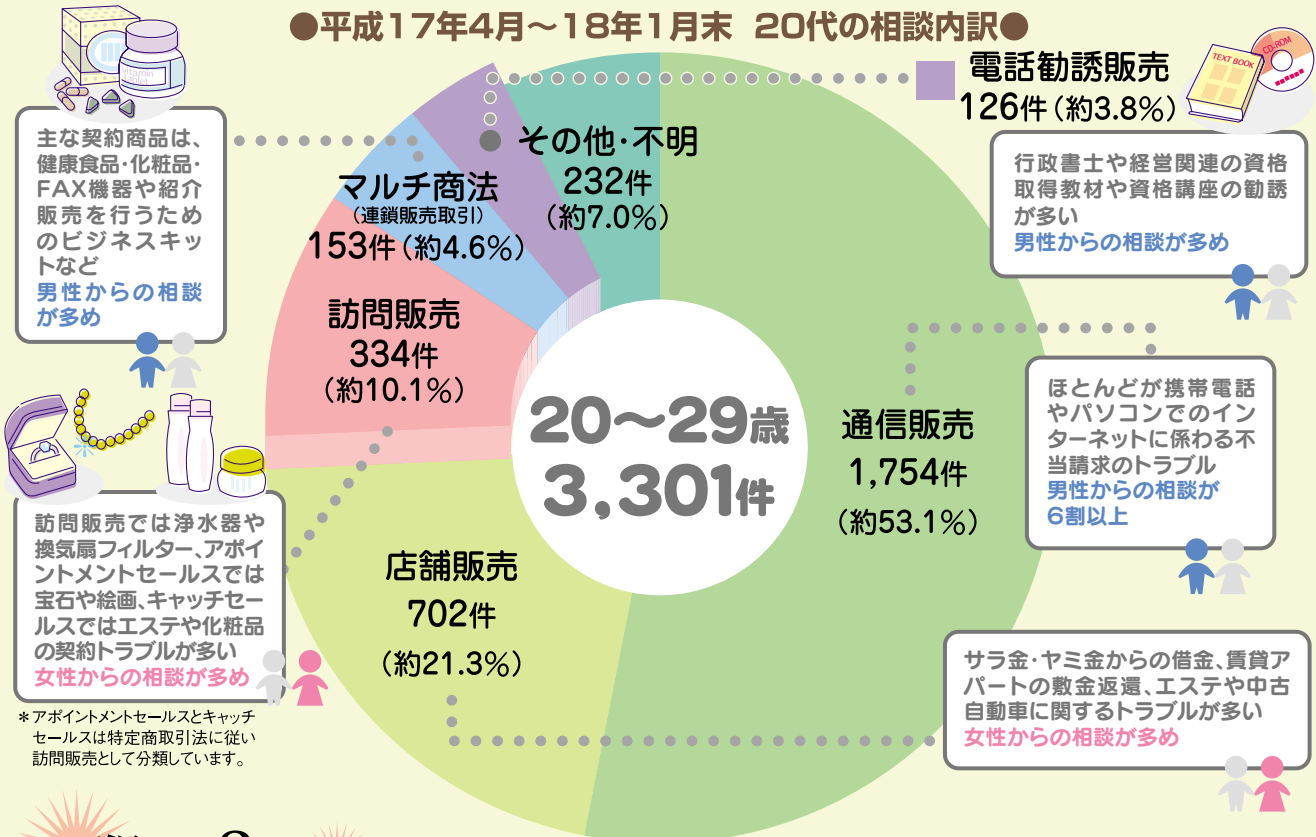 ●平成17年4月～18年1月末 20代の相談内訳●
vitamin
tablet
主な契約商品は、
健康食品・化粧品・
FAX機器や紹介
販売を行うため
のビジネスキッ
トなど
男性からの相談
が多め
マルチ商法
（連鎖販売取引）
153件（約4.6%）
その他・不明
232件
（約7.0%）
電話勧誘販売
126件（約3.8%）
TEXT BOOK
CD-ROM
行政書士や経営関連の資格
取得教材や資格講座の勧誘
が多い
男性からの相談が多め
訪問販売
334件
（約10.1%）
20～29歳
3,301件
通信販売
1,754件
（約53.1%）
ほとんどが携帯電話
やパソコンでのイン
ターネットに係わる不
当請求のトラブル
男性からの相談が
6割以上
訪問販売では浄水器や
換気扇フィルター、アポイ
ントメントセールスでは
宝石や絵画、キャッチセー
ルスではエステや化粧品
の契約トラブルが多い
女性からの相談が多め
＊アポイントメントセールスとキャッチ
セールスは特定商取引法に従い
訪問販売として分類しています。
店舗販売
702件
（約21.3%）
サラ金・ヤミ金からの借金、賃貸ア
パートの敷金返還、エステや中古
自動車に関するトラブルが多い
女性からの相談が多め